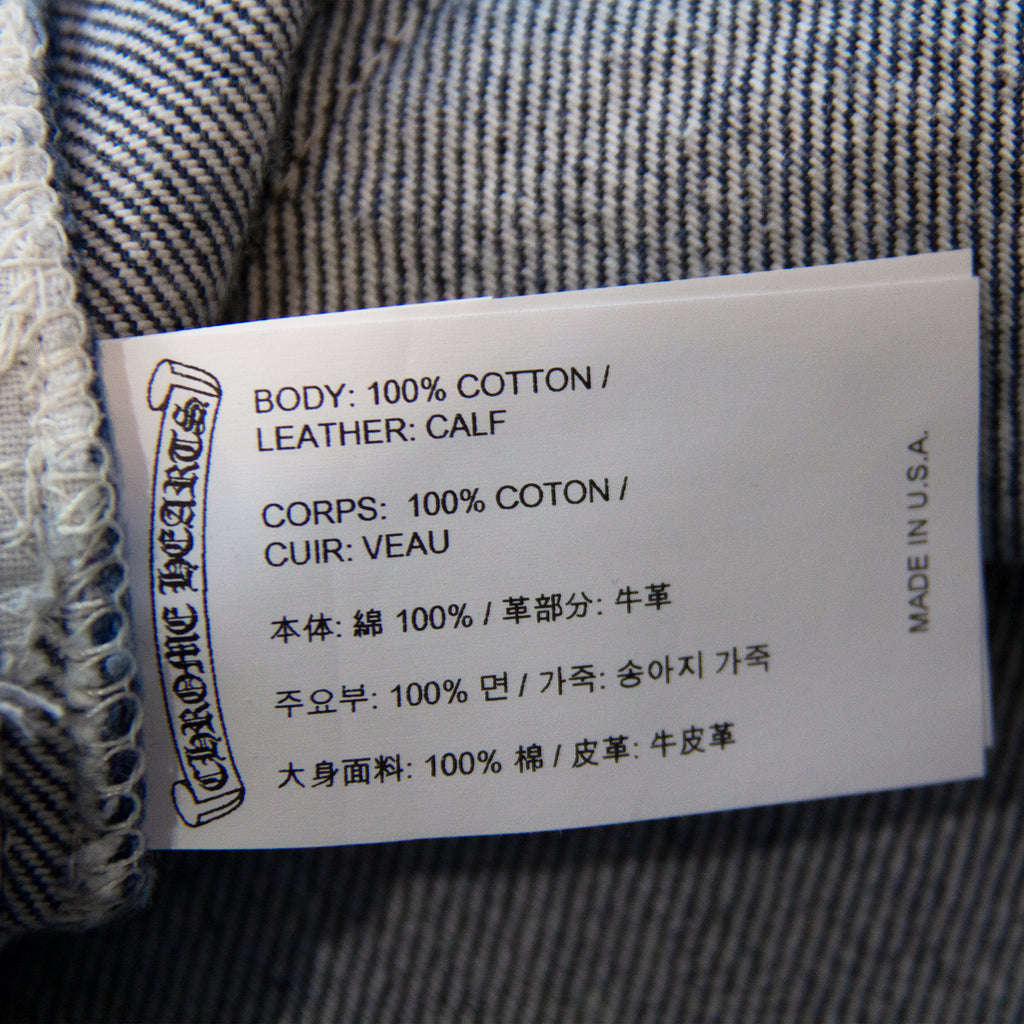 CHROME HEARTS
BODY: 100% COTTON /
LEATHER: CALF
CORPS: 100% COTON /
CUIR: VEAU
本体: 綿 100% / 革部分: 牛革
주요부: 100% 면 / 가죽: 송아지 가죽
大身面料: 100% 棉 / 皮革: 牛皮革
MADE IN U.S.A.